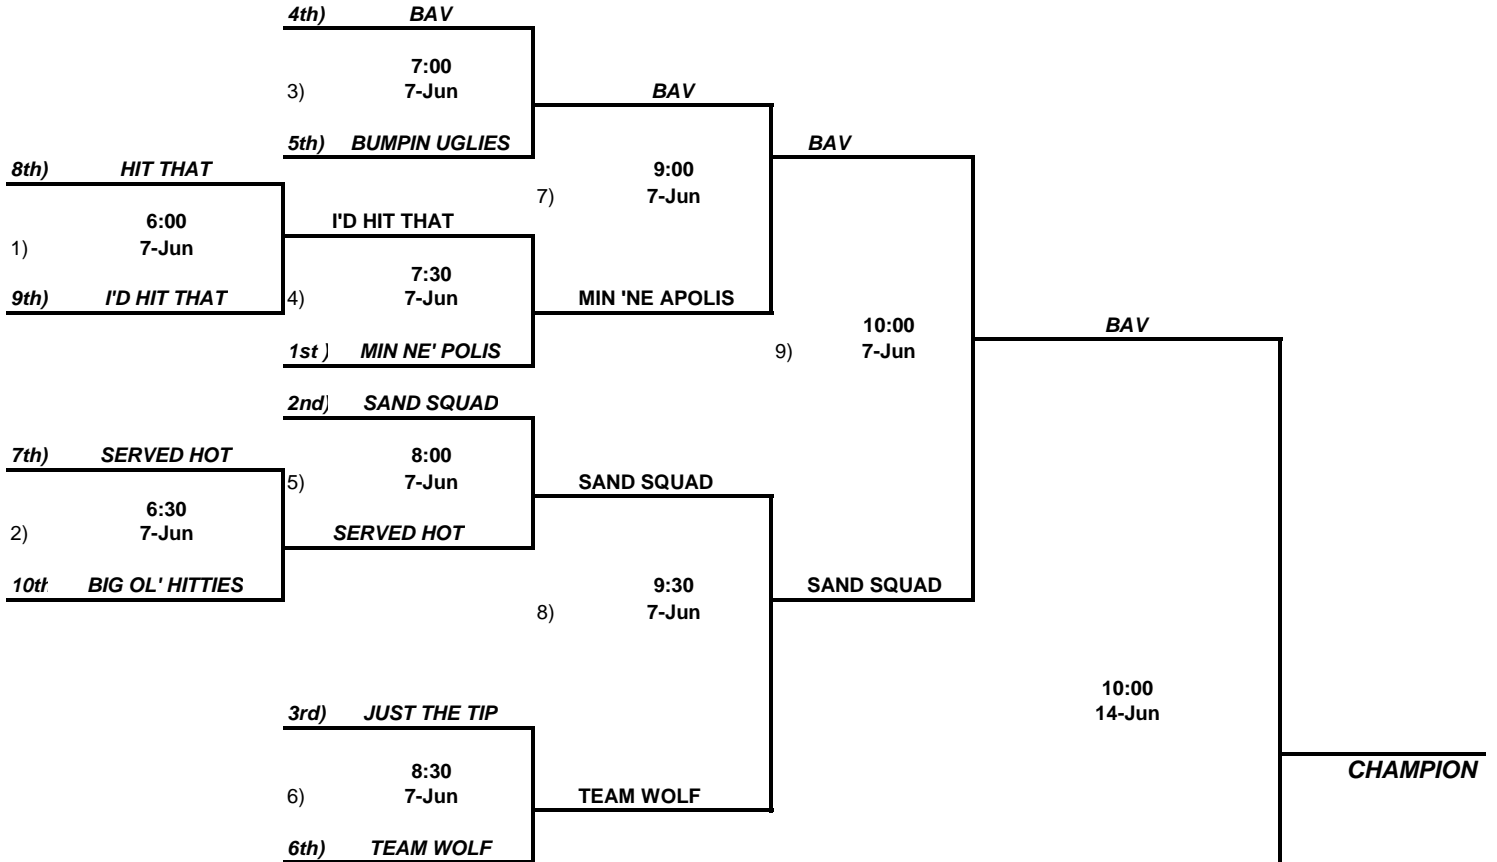 4th) BAV
7:00
3) 7-Jun BAV
5th) BUMPIN UGLIES BAV
8th) HIT THAT 9:00
7) 7-Jun
6:00 I'D HIT THAT
1) 7-Jun
7:30
9th) I'D HIT THAT 4) 7-Jun MIN 'NE APOLIS
10:00 BAV
1st ) MIN NE' POLIS 9) 7-Jun
2nd) SAND SQUAD
7th) SERVED HOT 8:00
5) 7-Jun SAND SQUAD
6:30
2) 7-Jun SERVED HOT
10th BIG OL' HITTIES 9:30 SAND SQUAD
8) 7-Jun
10:00
3rd) JUST THE TIP 14-Jun
8:30 CHAMPION
6) 7-Jun TEAM WOLF
6th) TEAM WOLF